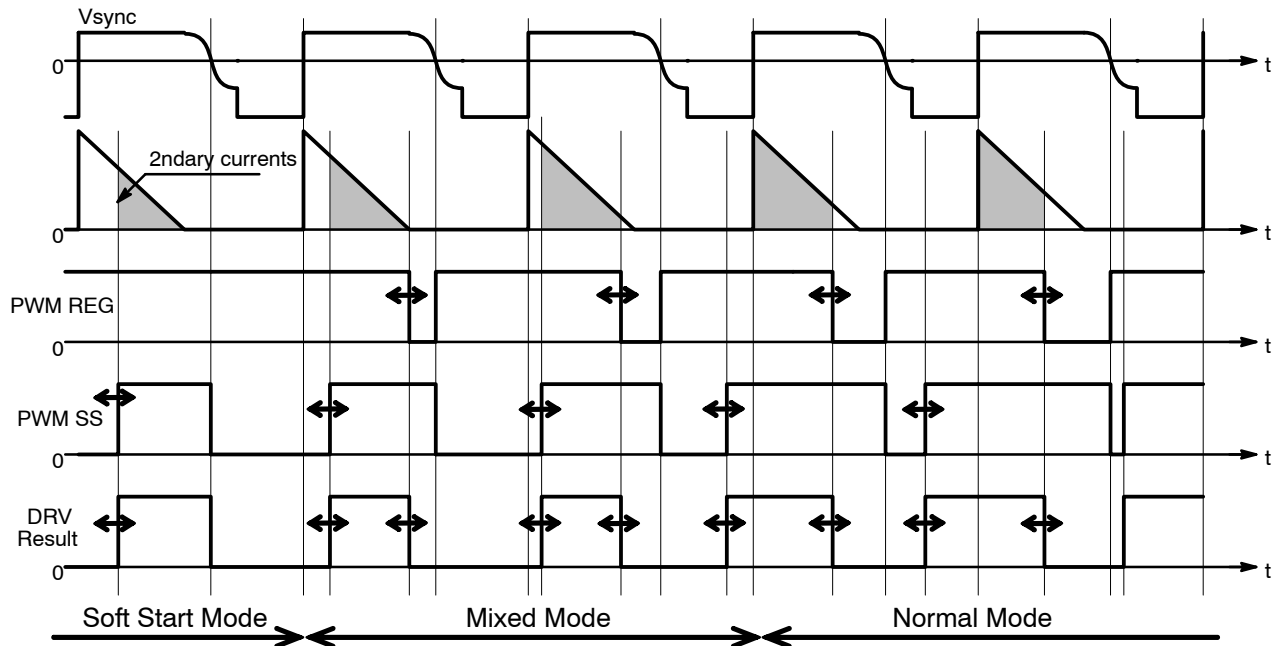 Vsync
0
t
2ndary currents
0
t
PWM REG
0
t
PWM SS
0
t
DRV
Result
0
t
Soft Start Mode
Mixed Mode
Normal Mode